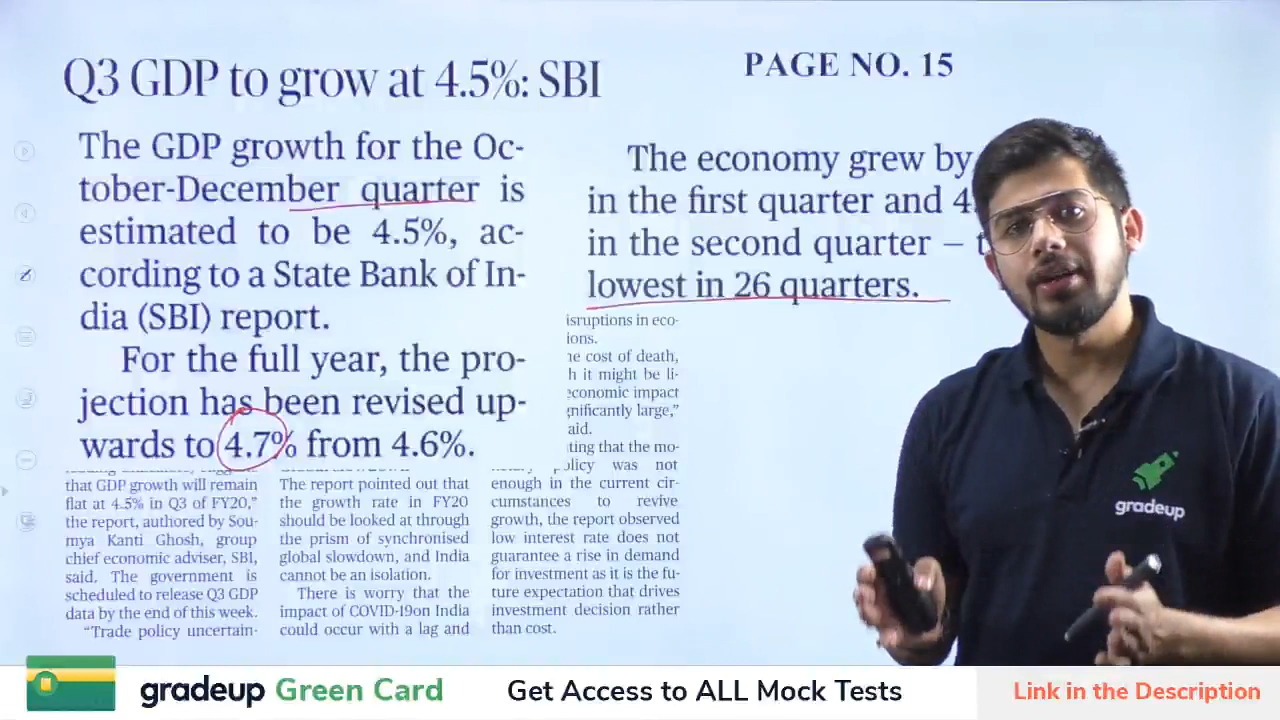 Q3 GDP to grow at 4.5%: SBI
PAGE NO. 15
The GDP growth for the Oc-
tober-December quarter is
estimated to be 4.5%, ac-
cording to a State Bank of In-
dia (SBI) report.
For the full year, the pro-
jection has been revised up-
wards to 4.7% from 4.6%.
The economy grew by
in the first quarter and 4
in the second quarter –
lowest in 26 quarters.
that GDP growth will remain
flat at 4.5% in Q3 of FY20,"
the report, authored by Sou-
mya Kanti Ghosh, group
chief economic adviser, SBI,
said. The government is
scheduled to release Q3 GDP
data by the end of this week.
"Trade policy uncertain-
The report pointed out that
the growth rate in FY20
should be looked at through
the prism of synchronised
global slowdown, and India
cannot be an isolation.
There is worry that the
impact of COVID-19on India
could occur with a lag and
isruptions in eco-
ions.
cost of death,
it might be li-
economic impact
gnificantly large,"
aid.
ting that the mo-
policy was not
enough in the current cir-
cumstances to revive
growth, the report observed
low interest rate does not
guarantee a rise in demand
for investment as it is the fu-
ture expectation that drives
investment decision rather
than cost.
gradeup
gradeup Green Card
Get Access to ALL Mock Tests
Link in the Description